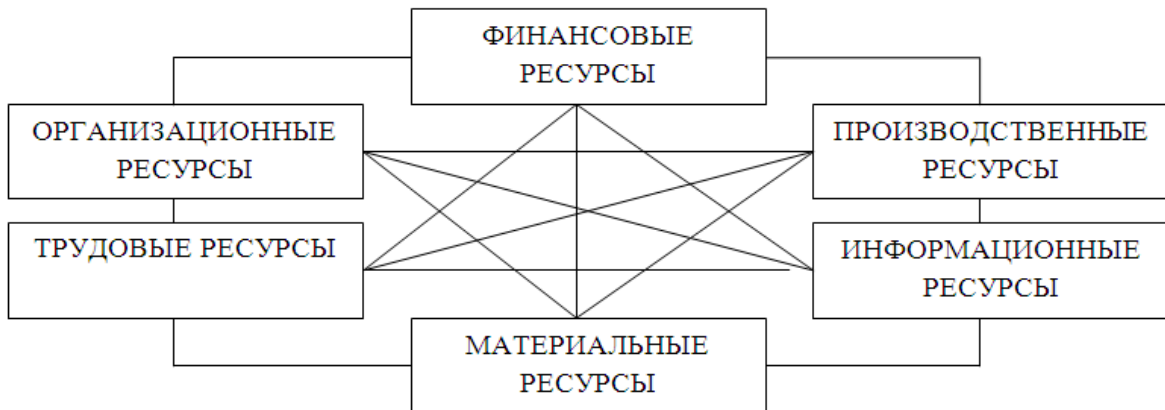 ФИНАНСОВЫЕ
РЕСУРСЫ
ОРГАНИЗАЦИОННЫЕ
РЕСУРСЫ
ПРОИЗВОДСТВЕННЫЕ
РЕСУРСЫ
ТРУДОВЫЕ РЕСУРСЫ
ИНФОРМАЦИОННЫЕ
РЕСУРСЫ
МАТЕРИАЛЬНЫЕ
РЕСУРСЫ